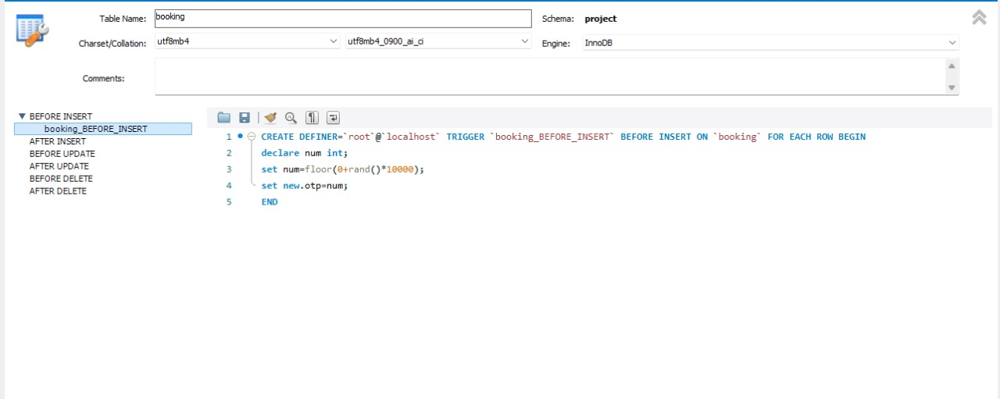 Table Name: booking Schema: project
Charset/Collation: utf8mb4 utf8mb4_0900_ai_ci Engine: InnoDB
Comments:
BEFORE INSERT
booking_BEFORE_INSERT
AFTER INSERT
BEFORE UPDATE
AFTER UPDATE
BEFORE DELETE
AFTER DELETE
1 CREATE DEFINER=`root`@`localhost` TRIGGER `booking_BEFORE_INSERT` BEFORE INSERT ON `booking` FOR EACH ROW BEGIN
2 declare num int;
3 set num=floor(0+rand()*10000);
4 set new.otp=num;
5 END